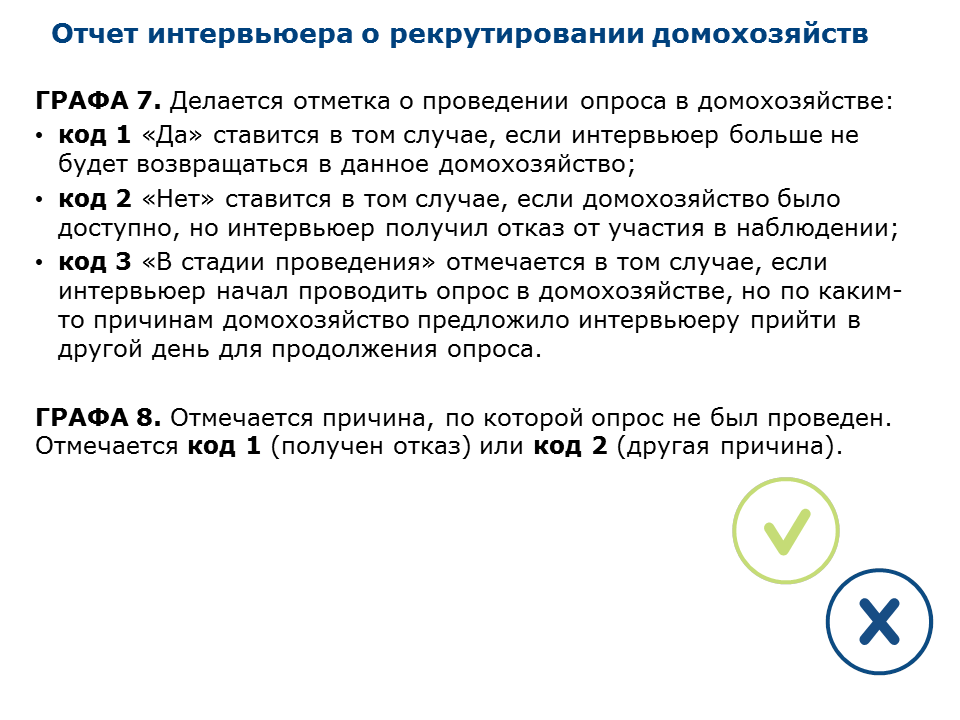 Отчет интервьюера о рекрутировании домохозяйств
ГРАФА 7. Делается отметка о проведении опроса в домохозяйстве:
• код 1 «Да» ставится в том случае, если интервьюер больше не
будет возвращаться в данное домохозяйство;
• код 2 «Нет» ставится в том случае, если домохозяйство было
доступно, но интервьюер получил отказ от участия в наблюдении;
• код 3 «В стадии проведения» отмечается в том случае, если
интервьюер начал проводить опрос в домохозяйстве, но по каким-
то причинам домохозяйство предложило интервьюеру прийти в
другой день для продолжения опроса.
ГРАФА 8. Отмечается причина, по которой опрос не был проведен.
Отмечается код 1 (получен отказ) или код 2 (другая причина).